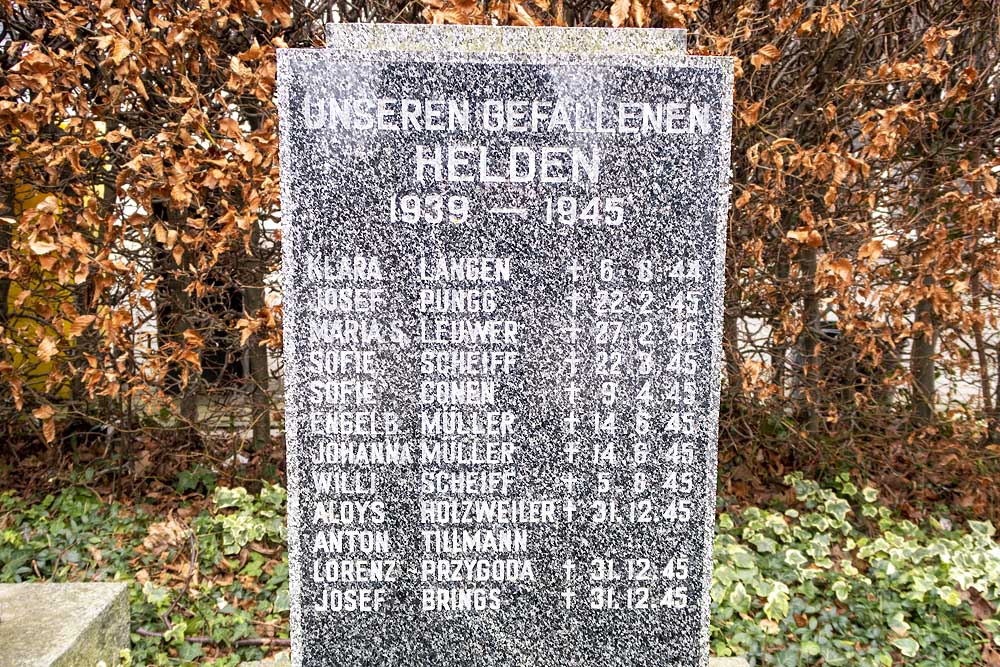 UNSEREN GEFALLENEN
HELDEN
1939 — 1945
KLARA LANGEN † 6. 8. 44
JOSEF PÜNGG † 22. 2. 45
MARIA S. LEUWER † 27. 2. 45
SOFIE SCHEIFF † 22. 3. 45
SOFIE CONEN † 9. 4. 45
ENGELB. MÜLLER † 14. 6. 45
JOHANNA MÜLLER † 14. 6. 45
WILLI SCHEIFF † 5. 8. 45
ALOYS HOLZWEILER † 31. 12. 45
ANTON TILLMANN
LORENZ PRZYGODA † 31. 12. 45
JOSEF BRINGS † 31. 12. 45